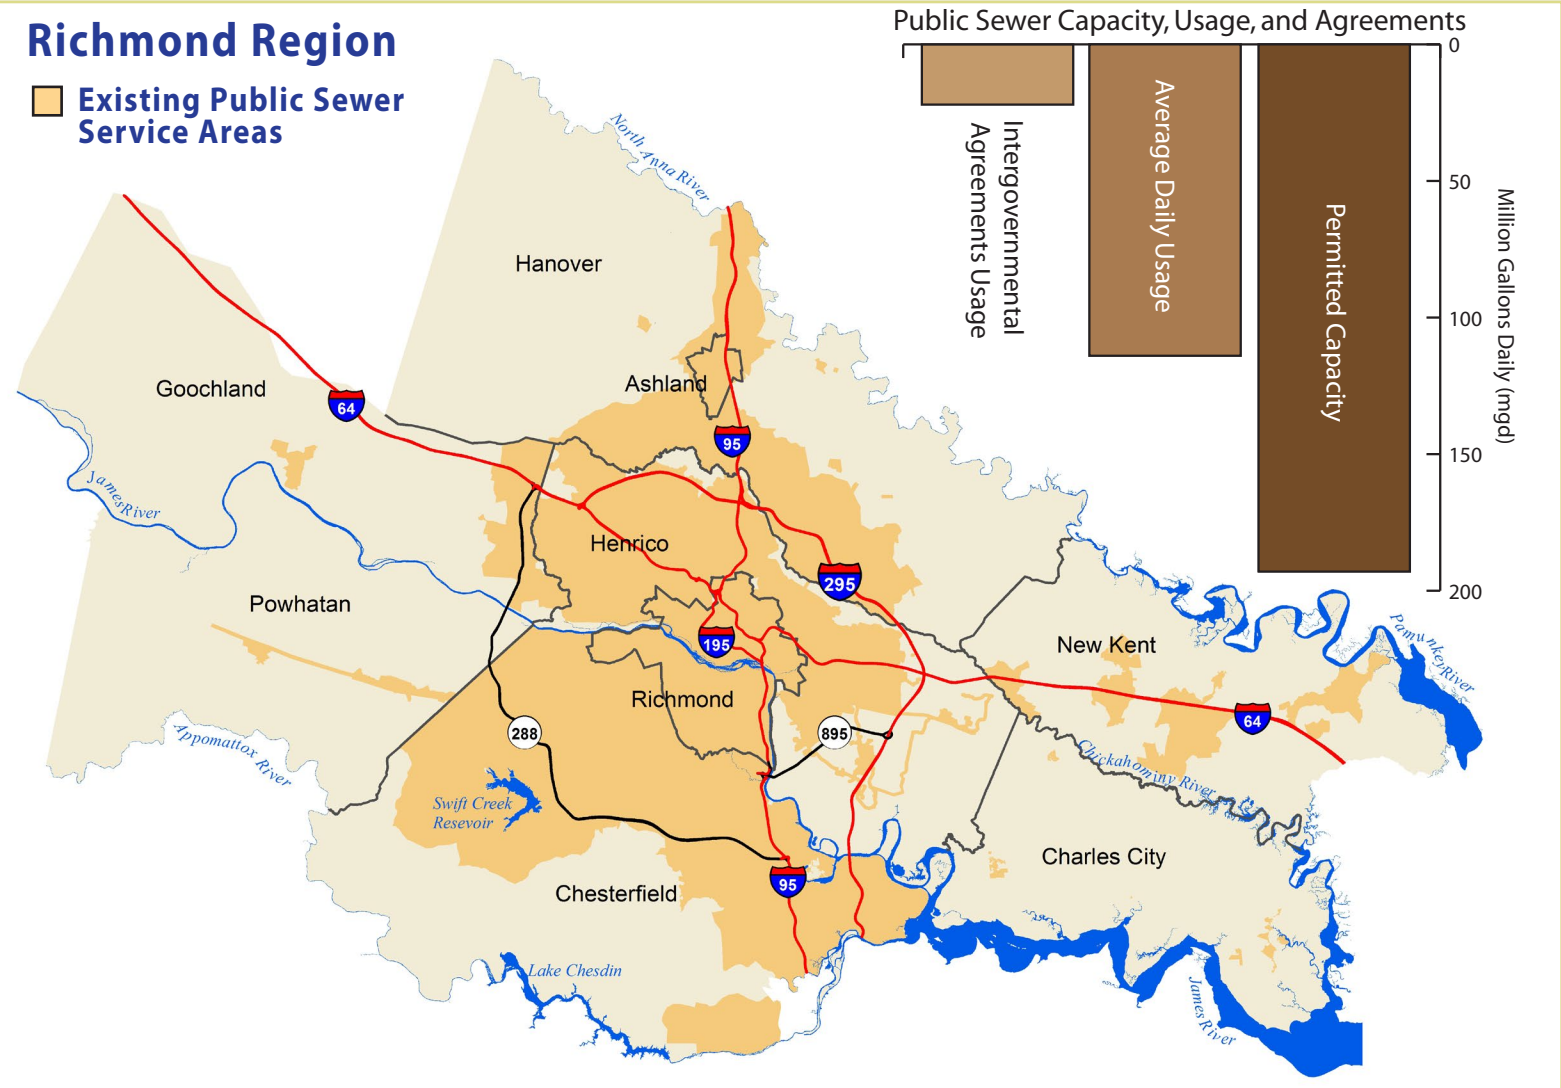 Richmond Region
Existing Public Sewer
Service Areas
Public Sewer Capacity, Usage, and Agreements
0
50
100
150
200
Million Gallons Daily (mgd)
Intergovernmental
Agreements Usage
Average Daily Usage
Permitted Capacity
North Anna River
Hanover
Ashland
Goochland
64
95
James River
Henrico
295
Powhatan
195
New Kent
Pamunkey River
Richmond
288
895
64
Appomattox River
Chickahominy River
Swift Creek
Resevoir
Charles City
95
Chesterfield
Lake Chesdin
James River